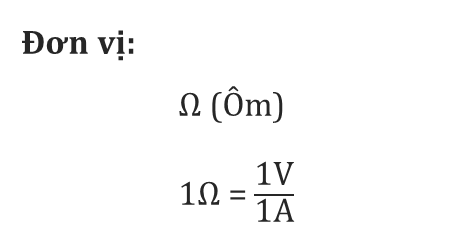 Đơn vị:
Ω (Ôm)
1Ω = 1V/1A